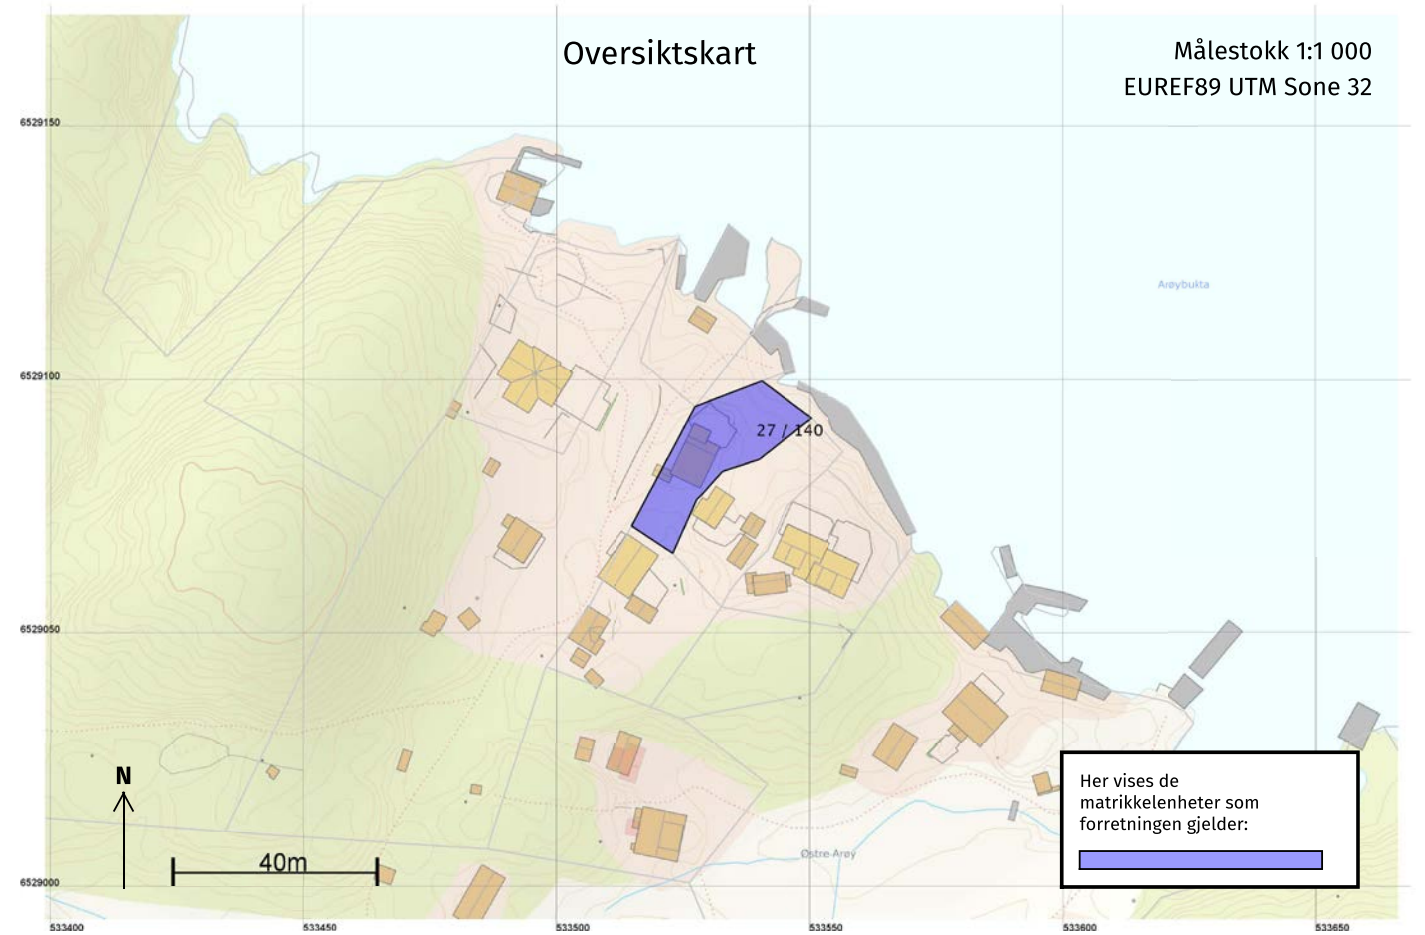 Oversiktskart
Målestokk 1:1 000
EUREF89 UTM Sone 32
6529150
Arøybukta
6529100
27 / 140
6529050
N
Her vises de
matrikkelenheter som
forretningen gjelder:
40m
Østre-Arøy
6529000
533400
533450
533500
533550
533600
533650